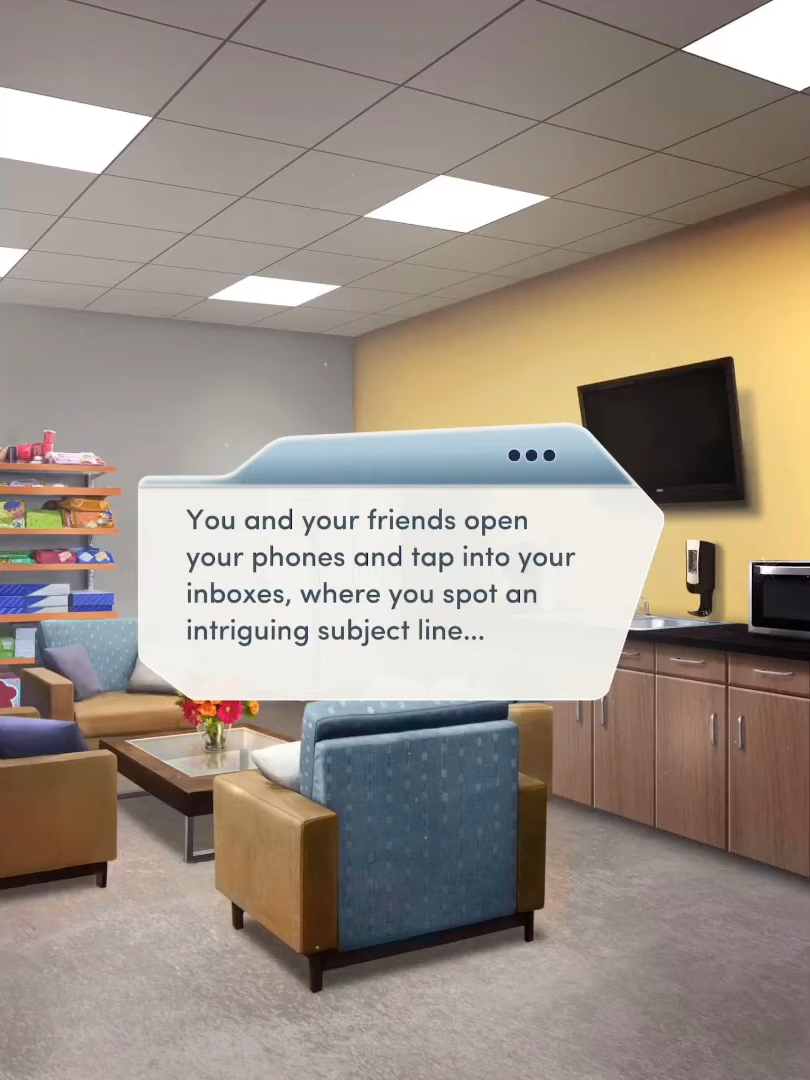 You and your friends open
your phones and tap into your
inboxes, where you spot an
intriguing subject line...